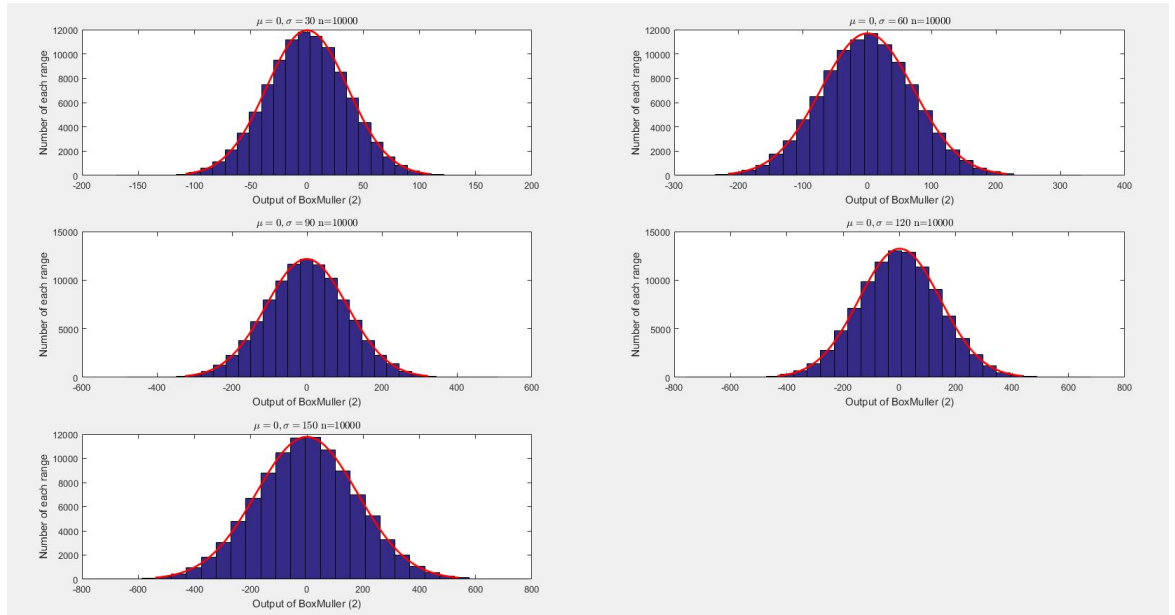 μ = 0, σ = 30 n=10000
Number of each range
12000
10000
8000
6000
4000
2000
0
-200 -150 -100 -50 0 50 100 150 200
Output of BoxMuller (2)
μ = 0, σ = 60 n=10000
Number of each range
12000
10000
8000
6000
4000
2000
0
-300 -200 -100 0 100 200 300 400
Output of BoxMuller (2)
μ = 0, σ = 90 n=10000
Number of each range
15000
10000
5000
0
-600 -400 -200 0 200 400 600
Output of BoxMuller (2)
μ = 0, σ = 120 n=10000
Number of each range
15000
10000
5000
0
-800 -600 -400 -200 0 200 400 600 800
Output of BoxMuller (2)
μ = 0, σ = 150 n=10000
Number of each range
12000
10000
8000
6000
4000
2000
0
-800 -600 -400 -200 0 200 400 600 800
Output of BoxMuller (2)